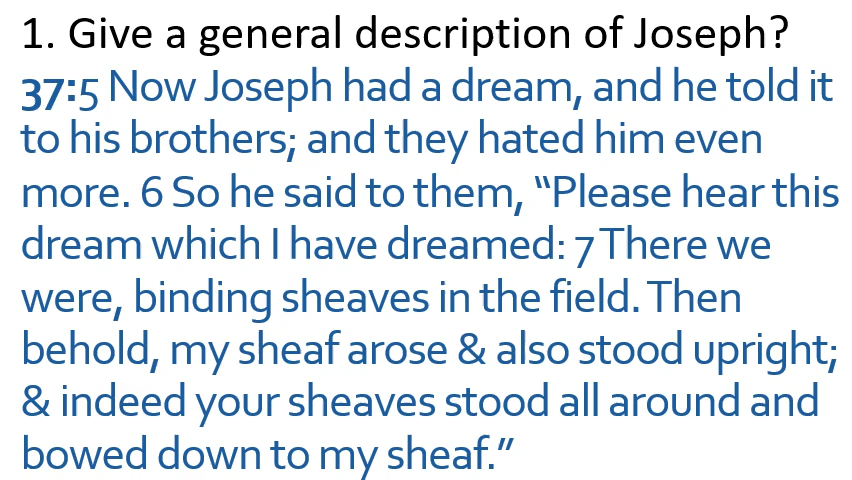 1. Give a general description of Joseph?
37:5 Now Joseph had a dream, and he told it
to his brothers; and they hated him even
more. 6 So he said to them, “Please hear this
dream which I have dreamed: 7 There we
were, binding sheaves in the field. Then
behold, my sheaf arose & also stood upright;
& indeed your sheaves stood all around and
bowed down to my sheaf.”